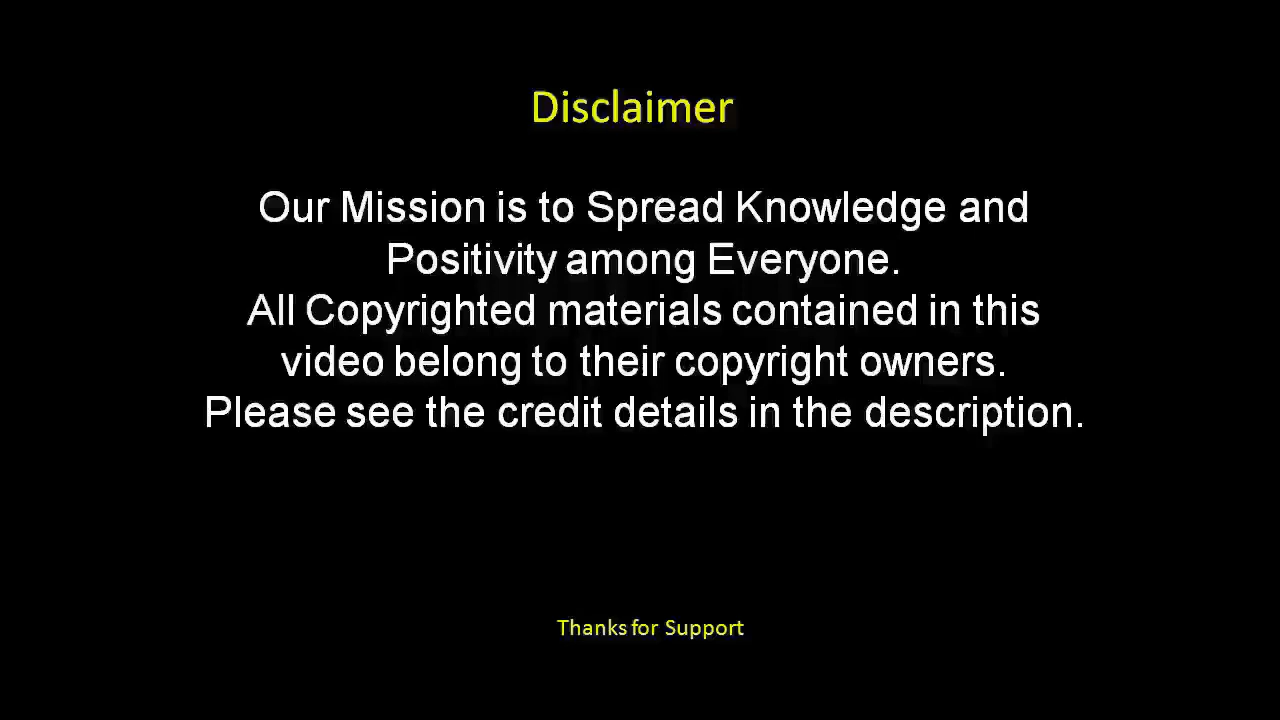 Disclaimer
Our Mission is to Spread Knowledge and
Positivity among Everyone.
All Copyrighted materials contained in this
video belong to their copyright owners.
Please see the credit details in the description.
Thanks for Support